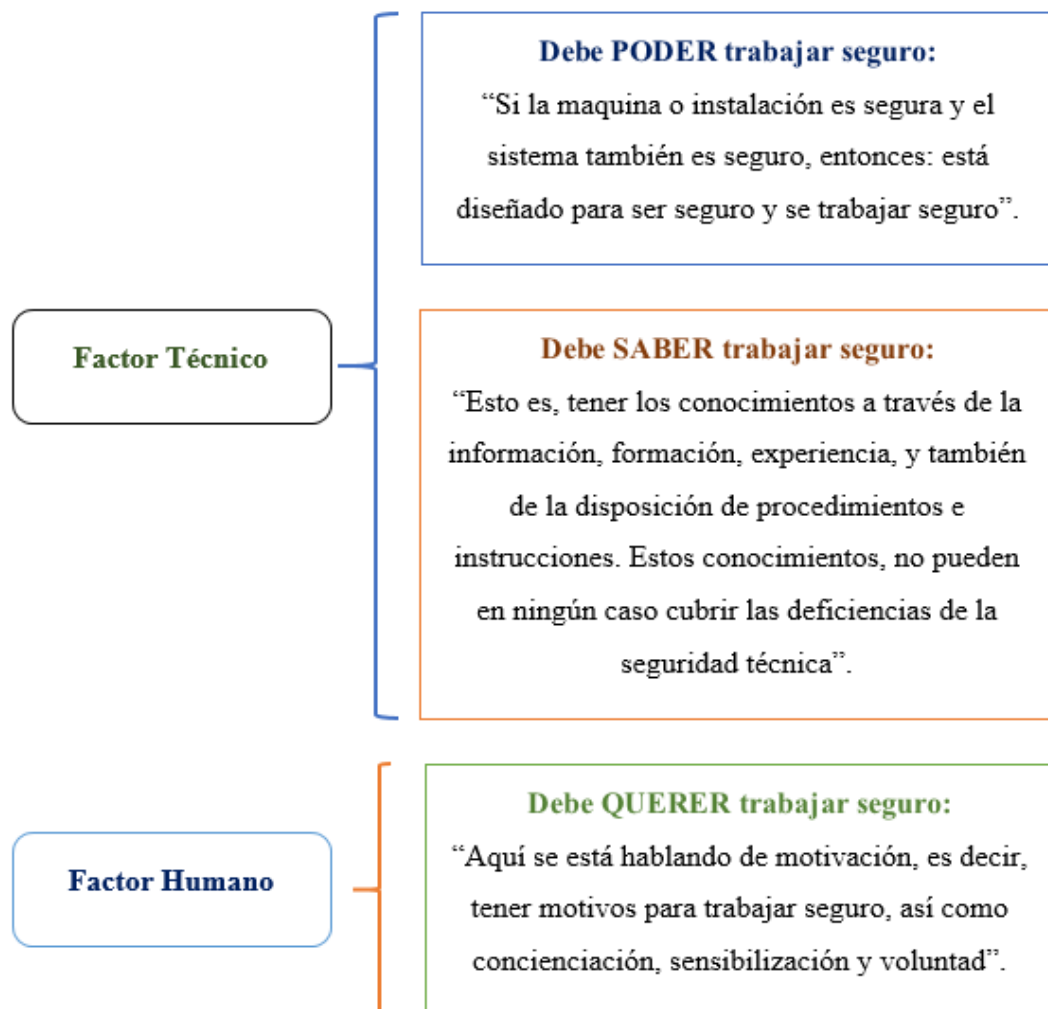 Debe PODER trabajar seguro:
“Si la maquina o instalación es segura y el
sistema también es seguro, entonces: está
diseñado para ser seguro y se trabajar seguro”.
Factor Técnico
Debe SABER trabajar seguro:
“Esto es, tener los conocimientos a través de la
información, formación, experiencia, y también
de la disposición de procedimientos e
instrucciones. Estos conocimientos, no pueden
en ningún caso cubrir las deficiencias de la
seguridad técnica”.
Factor Humano
Debe QUERER trabajar seguro:
“Aquí se está hablando de motivación, es decir,
tener motivos para trabajar seguro, así como
concienciación, sensibilización y voluntad”.